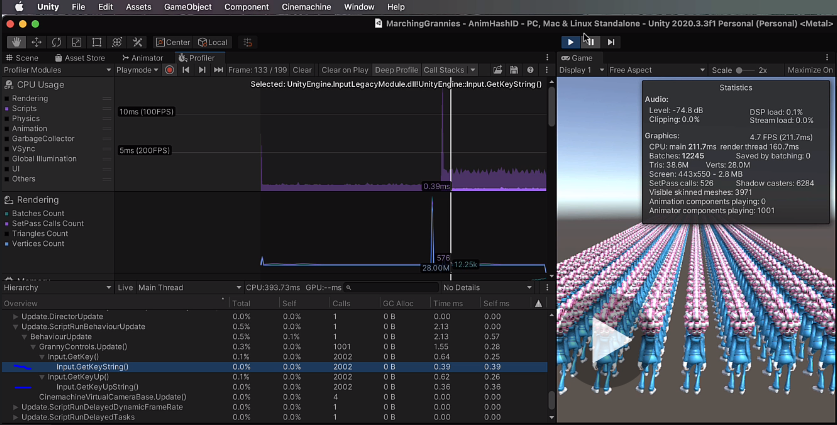 Unity File Edit Assets GameObject Component Cinemachine Window Help
MarchingGrannies - AnimHashID - PC, Mac & Linux Standalone - Unity 2020.3.3f1 Personal (Personal) <Metal>
Center Local
Scene Asset Store Animator Profiler Game
Profiler Modules Playmode Frame: 133 / 199 Clear Clear on Play Deep Profile Call Stacks
Display 1 Free Aspect Scale 2x Maximize On
CPU Usage
Selected: UnityEngine.InputLegacyModule.dll!UnityEngine::Input.GetKeyString()
Rendering
Scripts
Physics
Animation
GarbageCollector
VSync
Global Illumination
UI
Others
10ms (100FPS)
5ms (200FPS)
0.39ms
Rendering
Batches Count
SetPass Calls Count
Triangles Count
Vertices Count
576
28.00M 12.25k
Statistics
Audio:
Level: -74.8 dB DSP load: 0.1%
Clipping: 0.0% Stream load: 0.0%
Graphics: 4.7 FPS (211.7ms)
CPU: main 211.7ms render thread 160.7ms
Batches: 12245 Saved by batching: 0
Tris: 38.6M Verts: 28.0M
Screen: 443x550 - 2.8 MB
SetPass calls: 526 Shadow casters: 6284
Visible skinned meshes: 3971
Animation components playing: 0
Animator components playing: 1001
Hierarchy Live Main Thread CPU:393.73ms GPU:--ms No Details
Overview Total Self Calls GC Alloc Time ms Self ms
Update.DirectorUpdate 0.0% 0.0% 1 0 B 0.00 0.00
Update.ScriptRunBehaviourUpdate 0.5% 0.0% 1 0 B 2.13 0.00
BehaviourUpdate 0.5% 0.1% 1 0 B 2.13 0.57
GrannyControls.Update() 0.3% 0.0% 1001 0 B 1.55 0.28
Input.GetKey() 0.1% 0.0% 2002 0 B 0.64 0.25
Input.GetKeyString() 0.0% 0.0% 2002 0 B 0.39 0.39
Input.GetKeyUp() 0.1% 0.0% 2002 0 B 0.62 0.26
Input.GetKeyUpString() 0.0% 0.0% 2002 0 B 0.36 0.36
CinemachineVirtualCameraBase.Update() 0.0% 0.0% 4 0 B 0.00 0.00
Update.ScriptRunDelayedDynamicFrameRate 0.0% 0.0% 1 0 B 0.00 0.00
Update.ScriptRunDelayedTasks 0.0% 0.0% 1 0 B 0.00 0.00